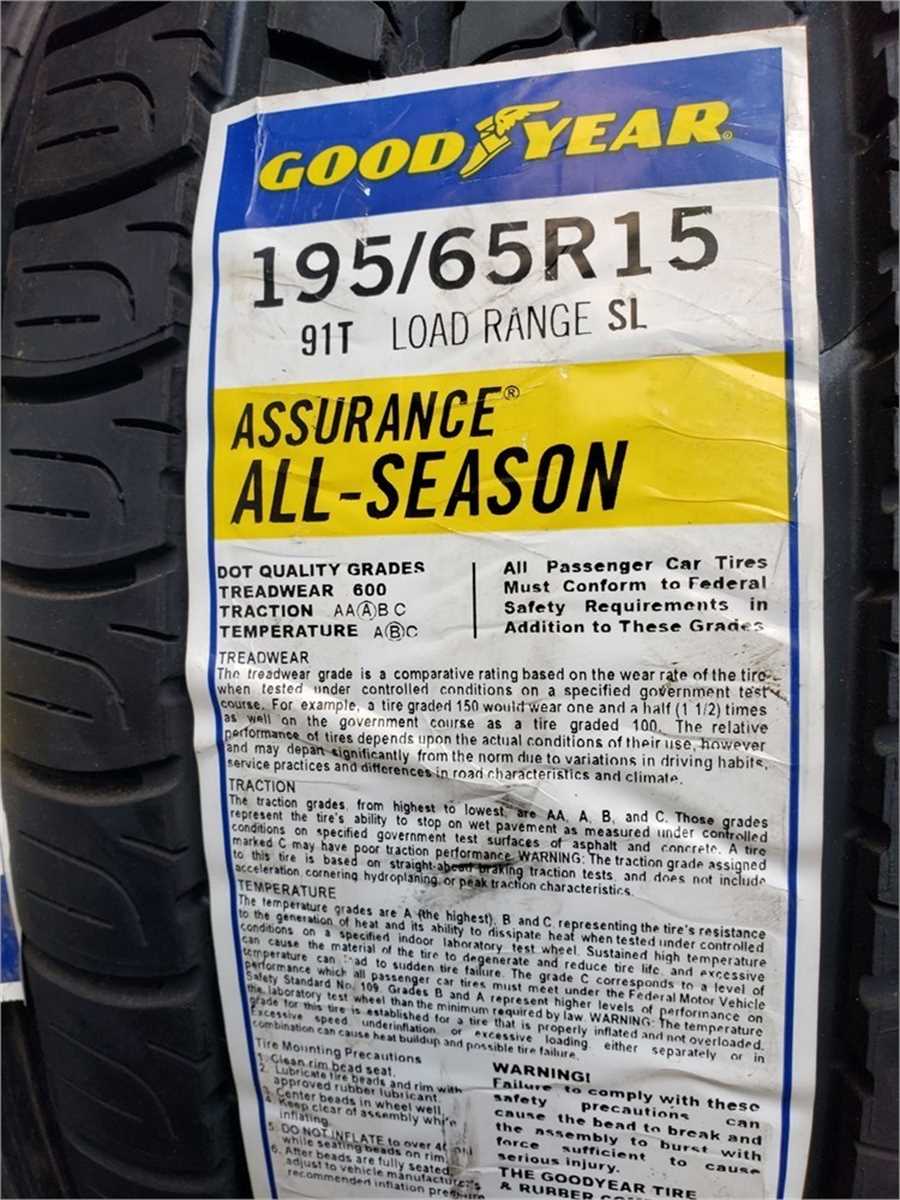 GOODYEAR
195/65R15
91T LOAD RANGE SL
ASSURANCE®
ALL-SEASON
DOT QUALITY GRADES
TREADWEAR 600
TRACTION AA Ⓐ B C
TEMPERATURE A Ⓑ C
All Passenger Car Tires
Must Conform to Federal
Safety Requirements in
Addition to These Grades
TREADWEAR
The treadwear grade is a comparative rating based on the wear rate of the tire
when tested under controlled conditions on a specified government test
course. For example, a tire graded 150 would wear one and a half (1 1/2) times
as well on the government course as a tire graded 100. The relative
performance of tires depends upon the actual conditions of their use, however
and may depart significantly from the norm due to variations in driving habits,
service practices and differences in road characteristics and climate.
TRACTION
The traction grades, from highest to lowest, are AA, A, B, and C. Those grades
represent the tire's ability to stop on wet pavement as measured under controlled
conditions on specified government test surfaces of asphalt and concrete. A tire
marked C may have poor traction performance. WARNING: The traction grade assigned
to this tire is based on straight-ahead braking traction tests, and does not include
acceleration, cornering, hydroplaning, or peak traction characteristics.
TEMPERATURE
The temperature grades are A (the highest), B and C, representing the tire's resistance
to the generation of heat and its ability to dissipate heat when tested under controlled
conditions on a specified indoor laboratory test wheel. Sustained high temperature
can cause the material of the tire to degenerate and reduce tire life, and excessive
temperature can lead to sudden tire failure. The grade C corresponds to a level of
performance which all passenger car tires must meet under the Federal Motor Vehicle
Safety Standard No. 109. Grades B and A represent higher levels of performance on
the laboratory test wheel than the minimum required by law. WARNING: The temperature
grade for this tire is established for a tire that is properly inflated and not overloaded.
Excessive speed, underinflation, or excessive loading, either separately or in
combination can cause heat buildup and possible tire failure.
Tire Mounting Precautions
1. Clean rim bead seat.
2. Lubricate tire beads and rim with
approved rubber lubricant.
3. Center beads in wheel well.
4. Keep clear of assembly while
inflating.
5. DO NOT INFLATE to over 40 psi
while seating beads on rim.
6. After beads are fully seated,
adjust to vehicle manufacturer's
recommended inflation pressure
WARNING!
Failure to comply with these
safety precautions can
cause the bead to break and
the assembly to burst with
force sufficient to cause
serious injury.
THE GOODYEAR TIRE
& RUBBER